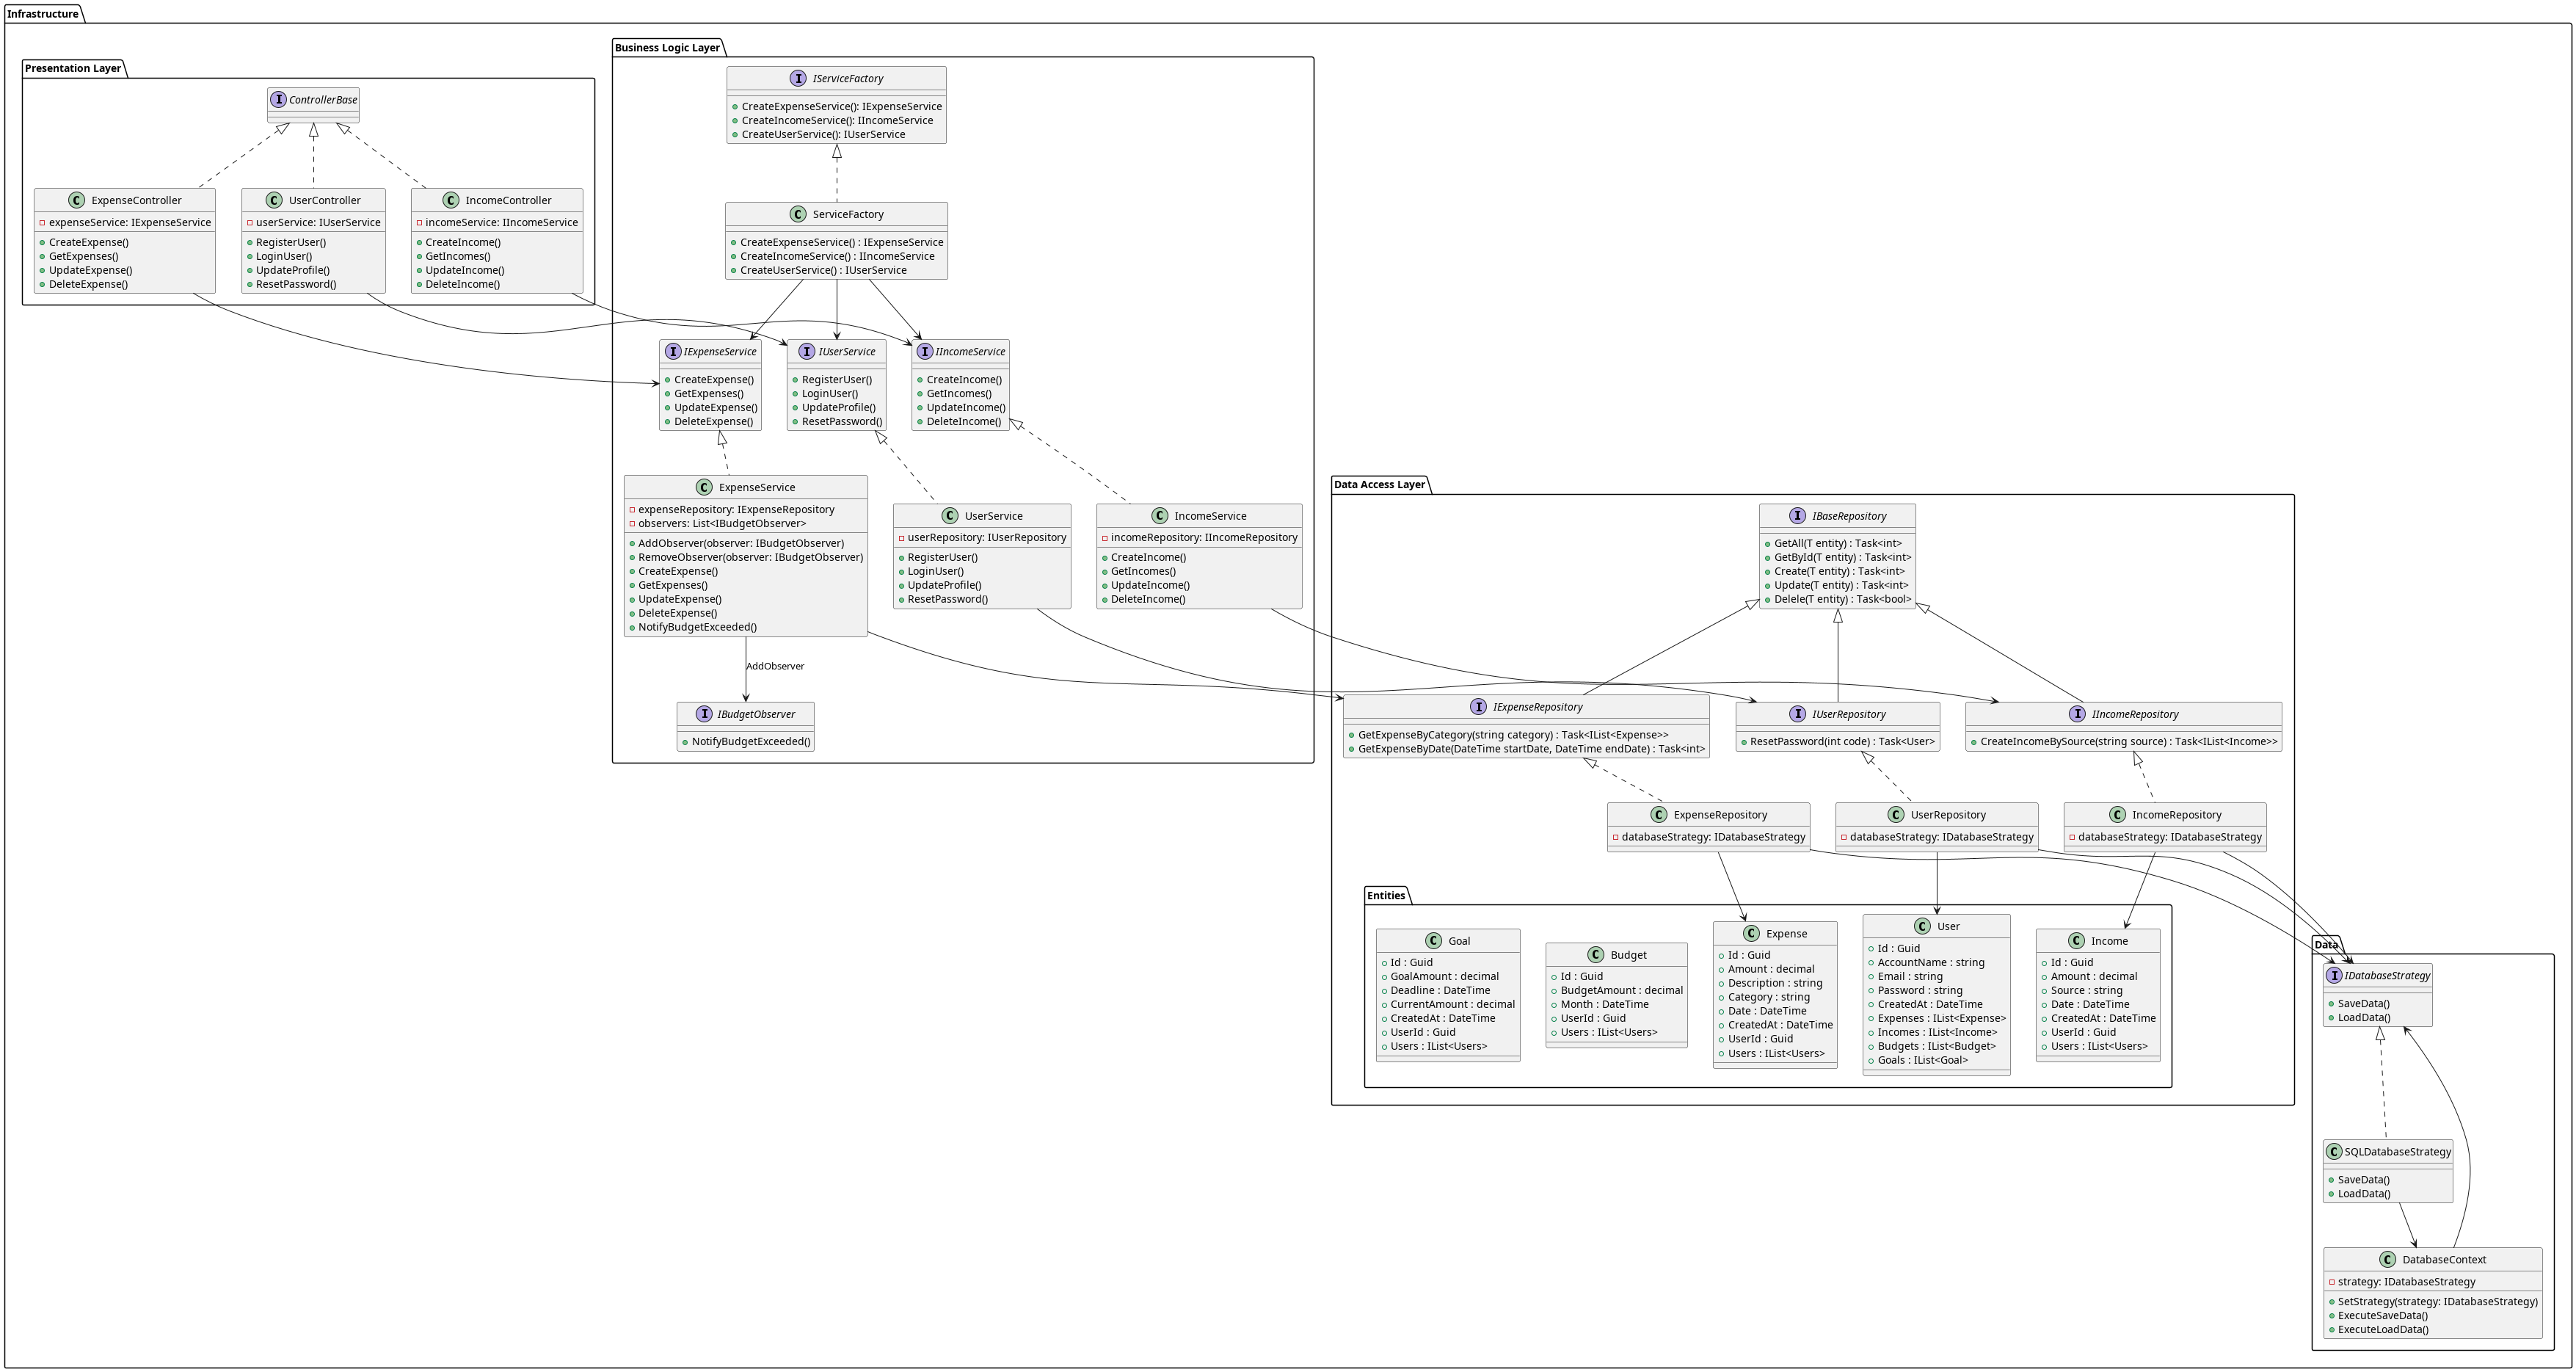 Infrastructure
Presentation Layer
ControllerBase
ExpenseController
expenseService: IExpenseService
CreateExpense()
GetExpenses()
UpdateExpense()
DeleteExpense()
UserController
userService: IUserService
RegisterUser()
LoginUser()
UpdateProfile()
ResetPassword()
IncomeController
incomeService: IIncomeService
CreateIncome()
GetIncomes()
UpdateIncome()
DeleteIncome()
Business Logic Layer
IServiceFactory
CreateExpenseService(): IExpenseService
CreateIncomeService(): IIncomeService
CreateUserService(): IUserService
ServiceFactory
CreateExpenseService() : IExpenseService
CreateIncomeService() : IIncomeService
CreateUserService() : IUserService
IExpenseService
CreateExpense()
GetExpenses()
UpdateExpense()
DeleteExpense()
IUserService
RegisterUser()
LoginUser()
UpdateProfile()
ResetPassword()
IIncomeService
CreateIncome()
GetIncomes()
UpdateIncome()
DeleteIncome()
ExpenseService
expenseRepository: IExpenseRepository
observers: List<IBudgetObserver>
AddObserver(observer: IBudgetObserver)
RemoveObserver(observer: IBudgetObserver)
CreateExpense()
GetExpenses()
UpdateExpense()
DeleteExpense()
NotifyBudgetExceeded()
UserService
userRepository: IUserRepository
RegisterUser()
LoginUser()
UpdateProfile()
ResetPassword()
IncomeService
incomeRepository: IIncomeRepository
CreateIncome()
GetIncomes()
UpdateIncome()
DeleteIncome()
AddObserver
IBudgetObserver
NotifyBudgetExceeded()
Data Access Layer
IBaseRepository
GetAll(T entity) : Task<int>
GetById(T entity) : Task<int>
Create(T entity) : Task<int>
Update(T entity) : Task<int>
Delele(T entity) : Task<bool>
IExpenseRepository
GetExpenseByCategory(string category) : Task<IList<Expense>>
GetExpenseByDate(DateTime startDate, DateTime endDate) : Task<int>
IUserRepository
ResetPassword(int code) : Task<User>
IIncomeRepository
CreateIncomeBySource(string source) : Task<IList<Income>>
ExpenseRepository
databaseStrategy: IDatabaseStrategy
UserRepository
databaseStrategy: IDatabaseStrategy
IncomeRepository
databaseStrategy: IDatabaseStrategy
Entities
Goal
Id : Guid
GoalAmount : decimal
Deadline : DateTime
CurrentAmount : decimal
CreatedAt : DateTime
UserId : Guid
Users : IList<Users>
Budget
Id : Guid
BudgetAmount : decimal
Month : DateTime
UserId : Guid
Users : IList<Users>
Expense
Id : Guid
Amount : decimal
Description : string
Category : string
Date : DateTime
CreatedAt : DateTime
UserId : Guid
Users : IList<Users>
User
Id : Guid
AccountName : string
Email : string
Password : string
CreatedAt : DateTime
Expenses : IList<Expense>
Incomes : IList<Income>
Budgets : IList<Budget>
Goals : IList<Goal>
Income
Id : Guid
Amount : decimal
Source : string
Date : DateTime
CreatedAt : DateTime
UserId : Guid
Users : IList<Users>
Data
IDatabaseStrategy
SaveData()
LoadData()
SQLDatabaseStrategy
SaveData()
LoadData()
DatabaseContext
strategy: IDatabaseStrategy
SetStrategy(strategy: IDatabaseStrategy)
ExecuteSaveData()
ExecuteLoadData()